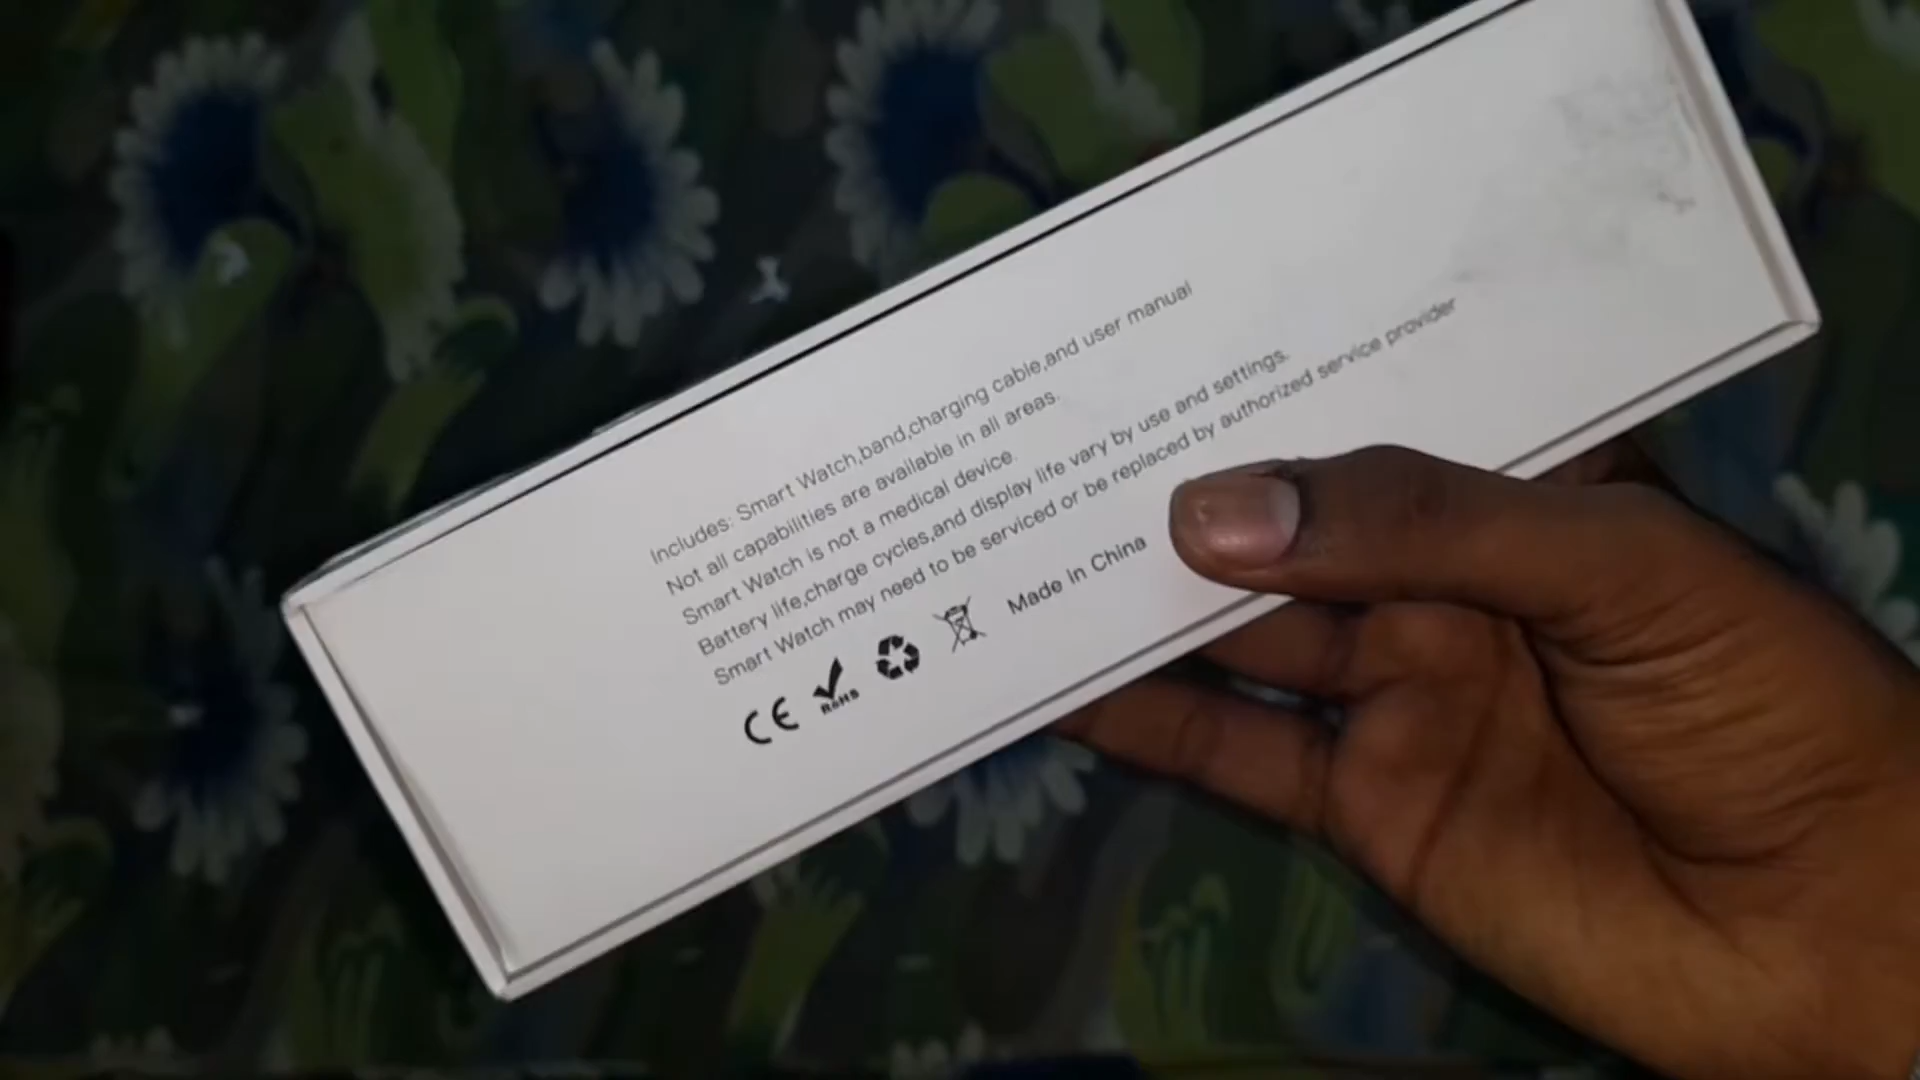 Includes: Smart Watch,band,charging cable,and user manual
Not all capabilities are available in all areas.
Smart Watch is not a medical device.
Battery life,charge cycles,and display life vary by use and settings.
Smart Watch may need to be serviced or be replaced by authorized service provider
CE RoHS Made in China